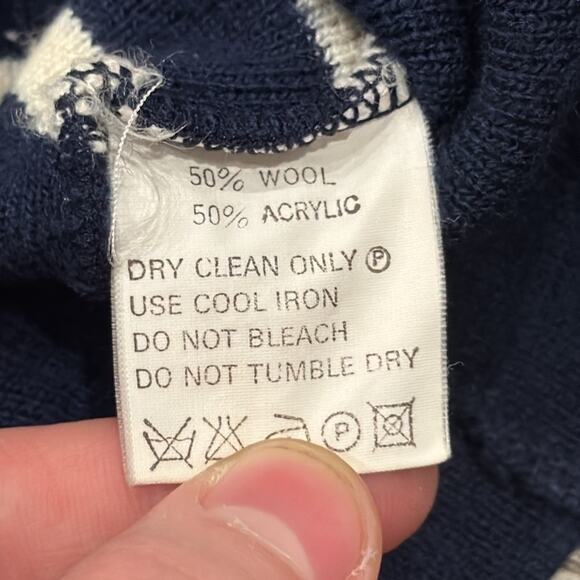 50% WOOL
50% ACRYLIC
DRY CLEAN ONLY Ⓟ
USE COOL IRON
DO NOT BLEACH
DO NOT TUMBLE DRY
P